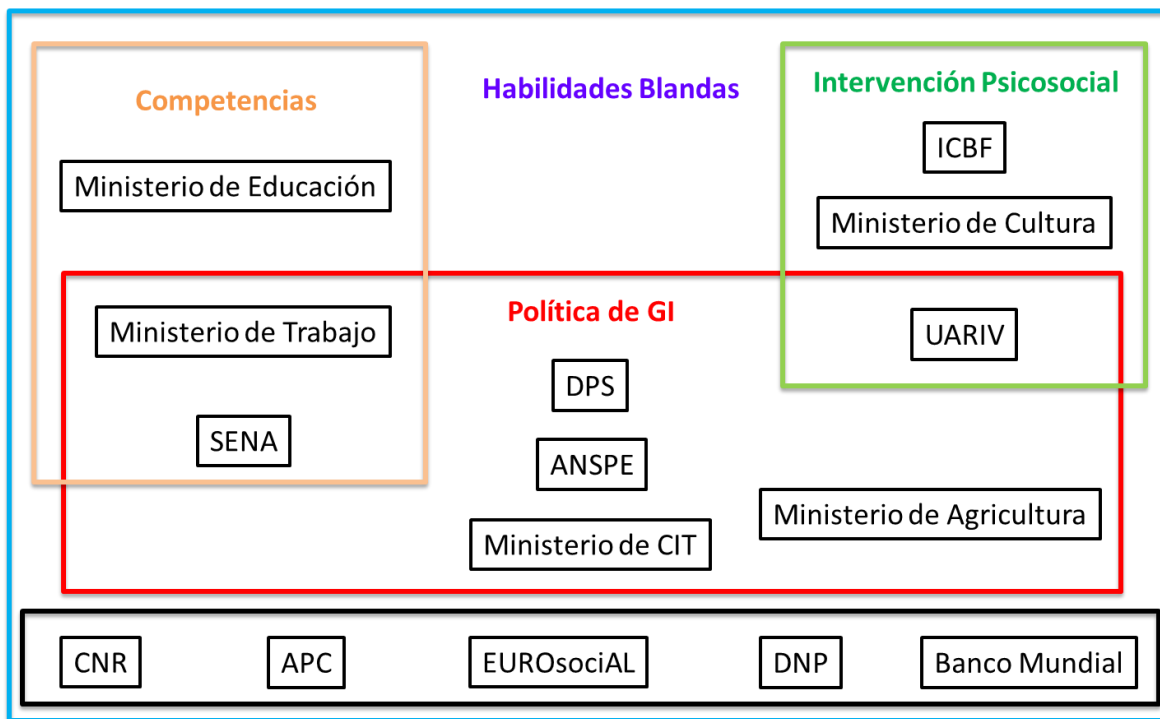 Competencias
Habilidades Blandas
Intervención Psicosocial
ICBF
Ministerio de Educación
Ministerio de Cultura
Política de GI
Ministerio de Trabajo
UARIV
DPS
SENA
ANSPE
Ministerio de Agricultura
Ministerio de CIT
CNR
APC
EUROsociAL
DNP
Banco Mundial